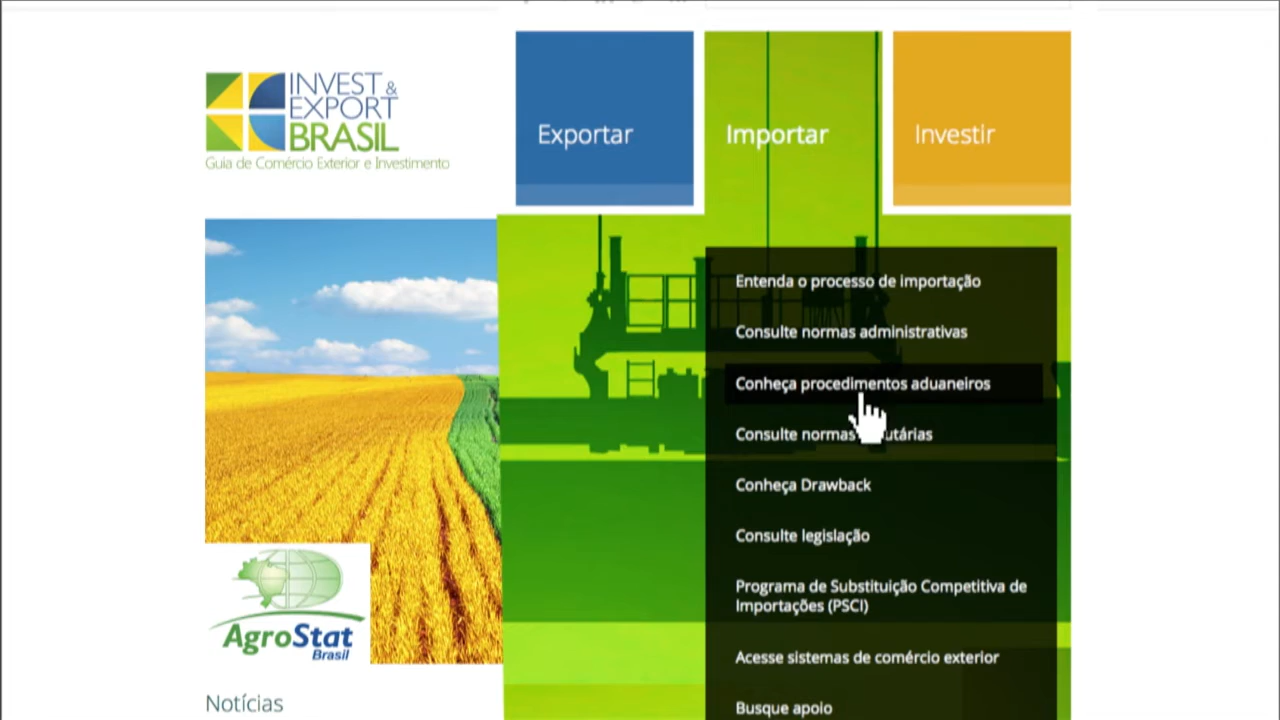 INVEST &
EXPORT
BRASIL
Guia de Comércio Exterior e Investimento
Exportar
Importar
Investir
Entenda o processo de importação
Consulte normas administrativas
Conheça procedimentos aduaneiros
Consulte normas
Conheça Drawback
Consulte legislação
Programa de Substituição Competitiva de
Importações (PSCI)
Acesse sistemas de comércio exterior
Busque apoio
AgroStat
Brasil
Notícias